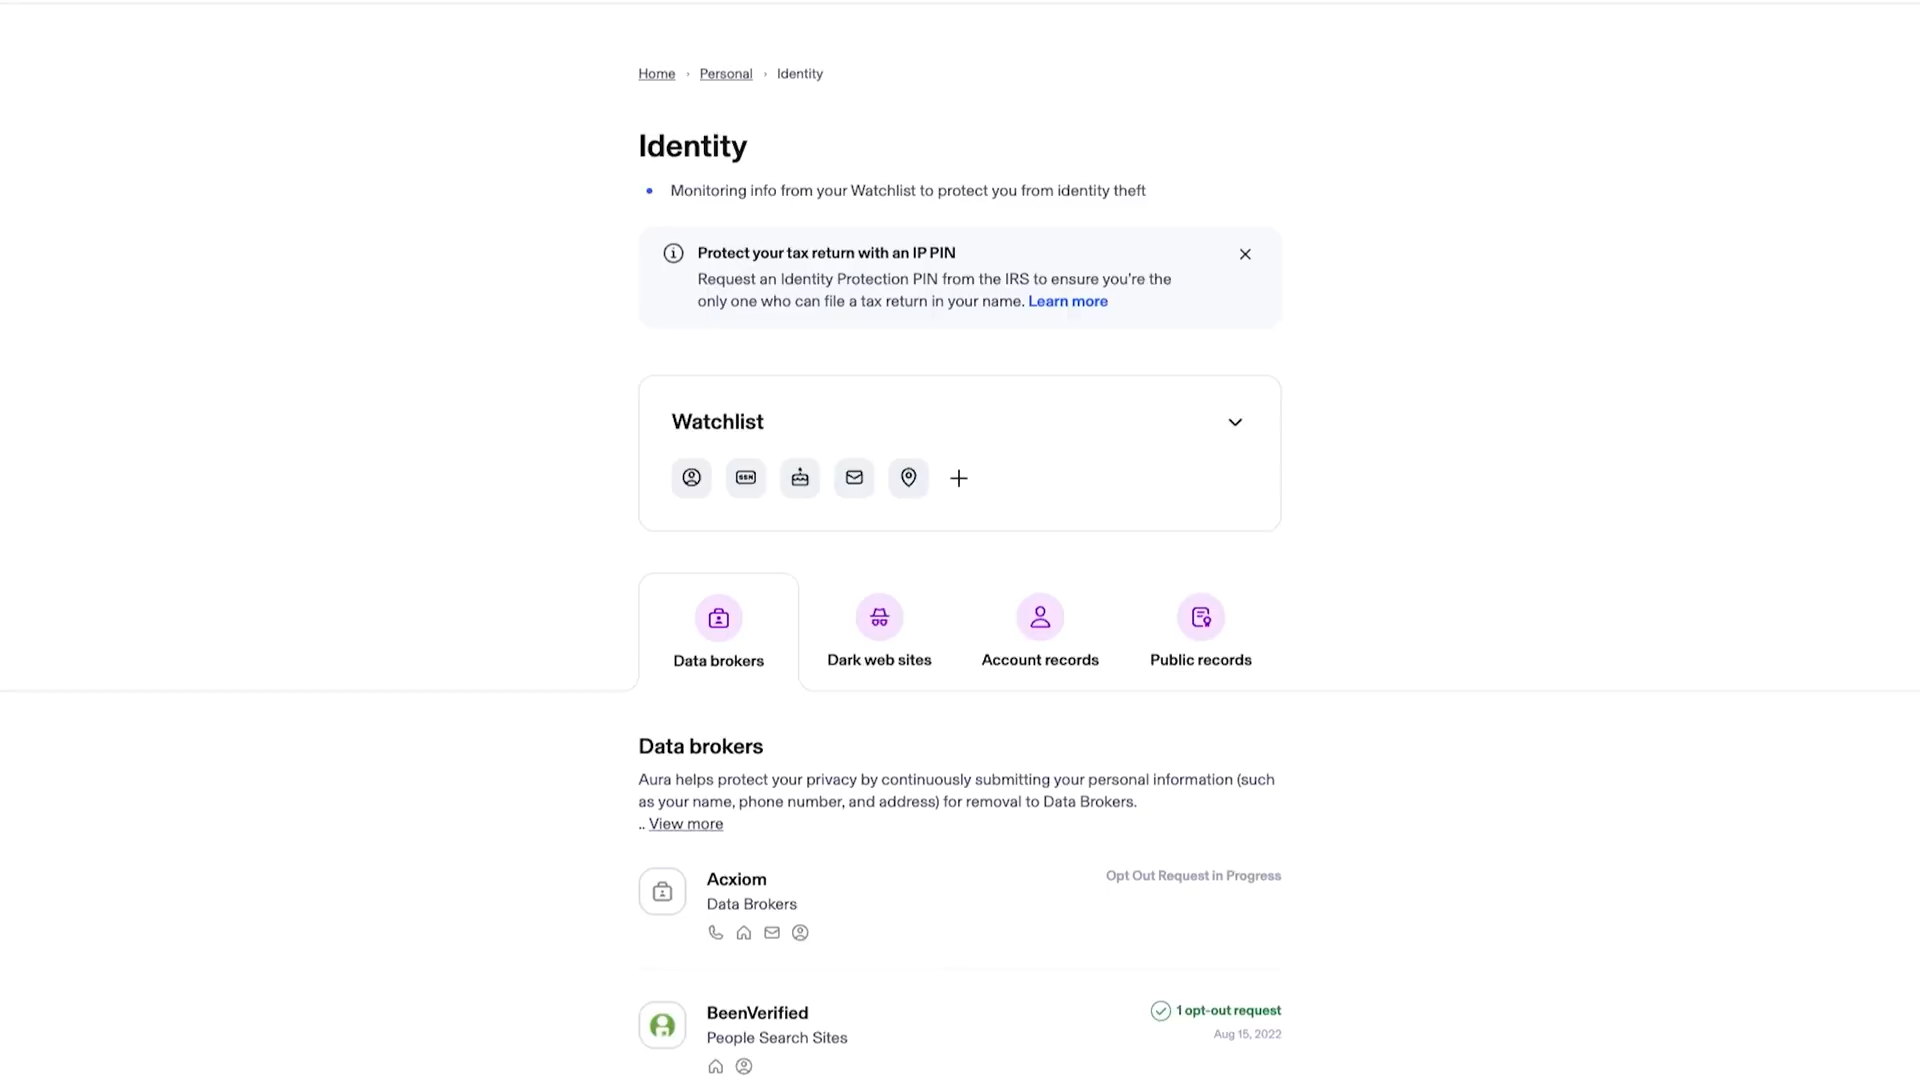 Home › Personal › Identity
Identity
• Monitoring info from your Watchlist to protect you from identity theft
Protect your tax return with an IP PIN
Request an Identity Protection PIN from the IRS to ensure you're the
only one who can file a tax return in your name. Learn more
Watchlist
SSN
Data brokers
Dark web sites
Account records
Public records
Data brokers
Aura helps protect your privacy by continuously submitting your personal information (such
as your name, phone number, and address) for removal to Data Brokers.
.. View more
Acxiom
Opt Out Request in Progress
Data Brokers
BeenVerified
1 opt-out request
People Search Sites
Aug 15, 2022